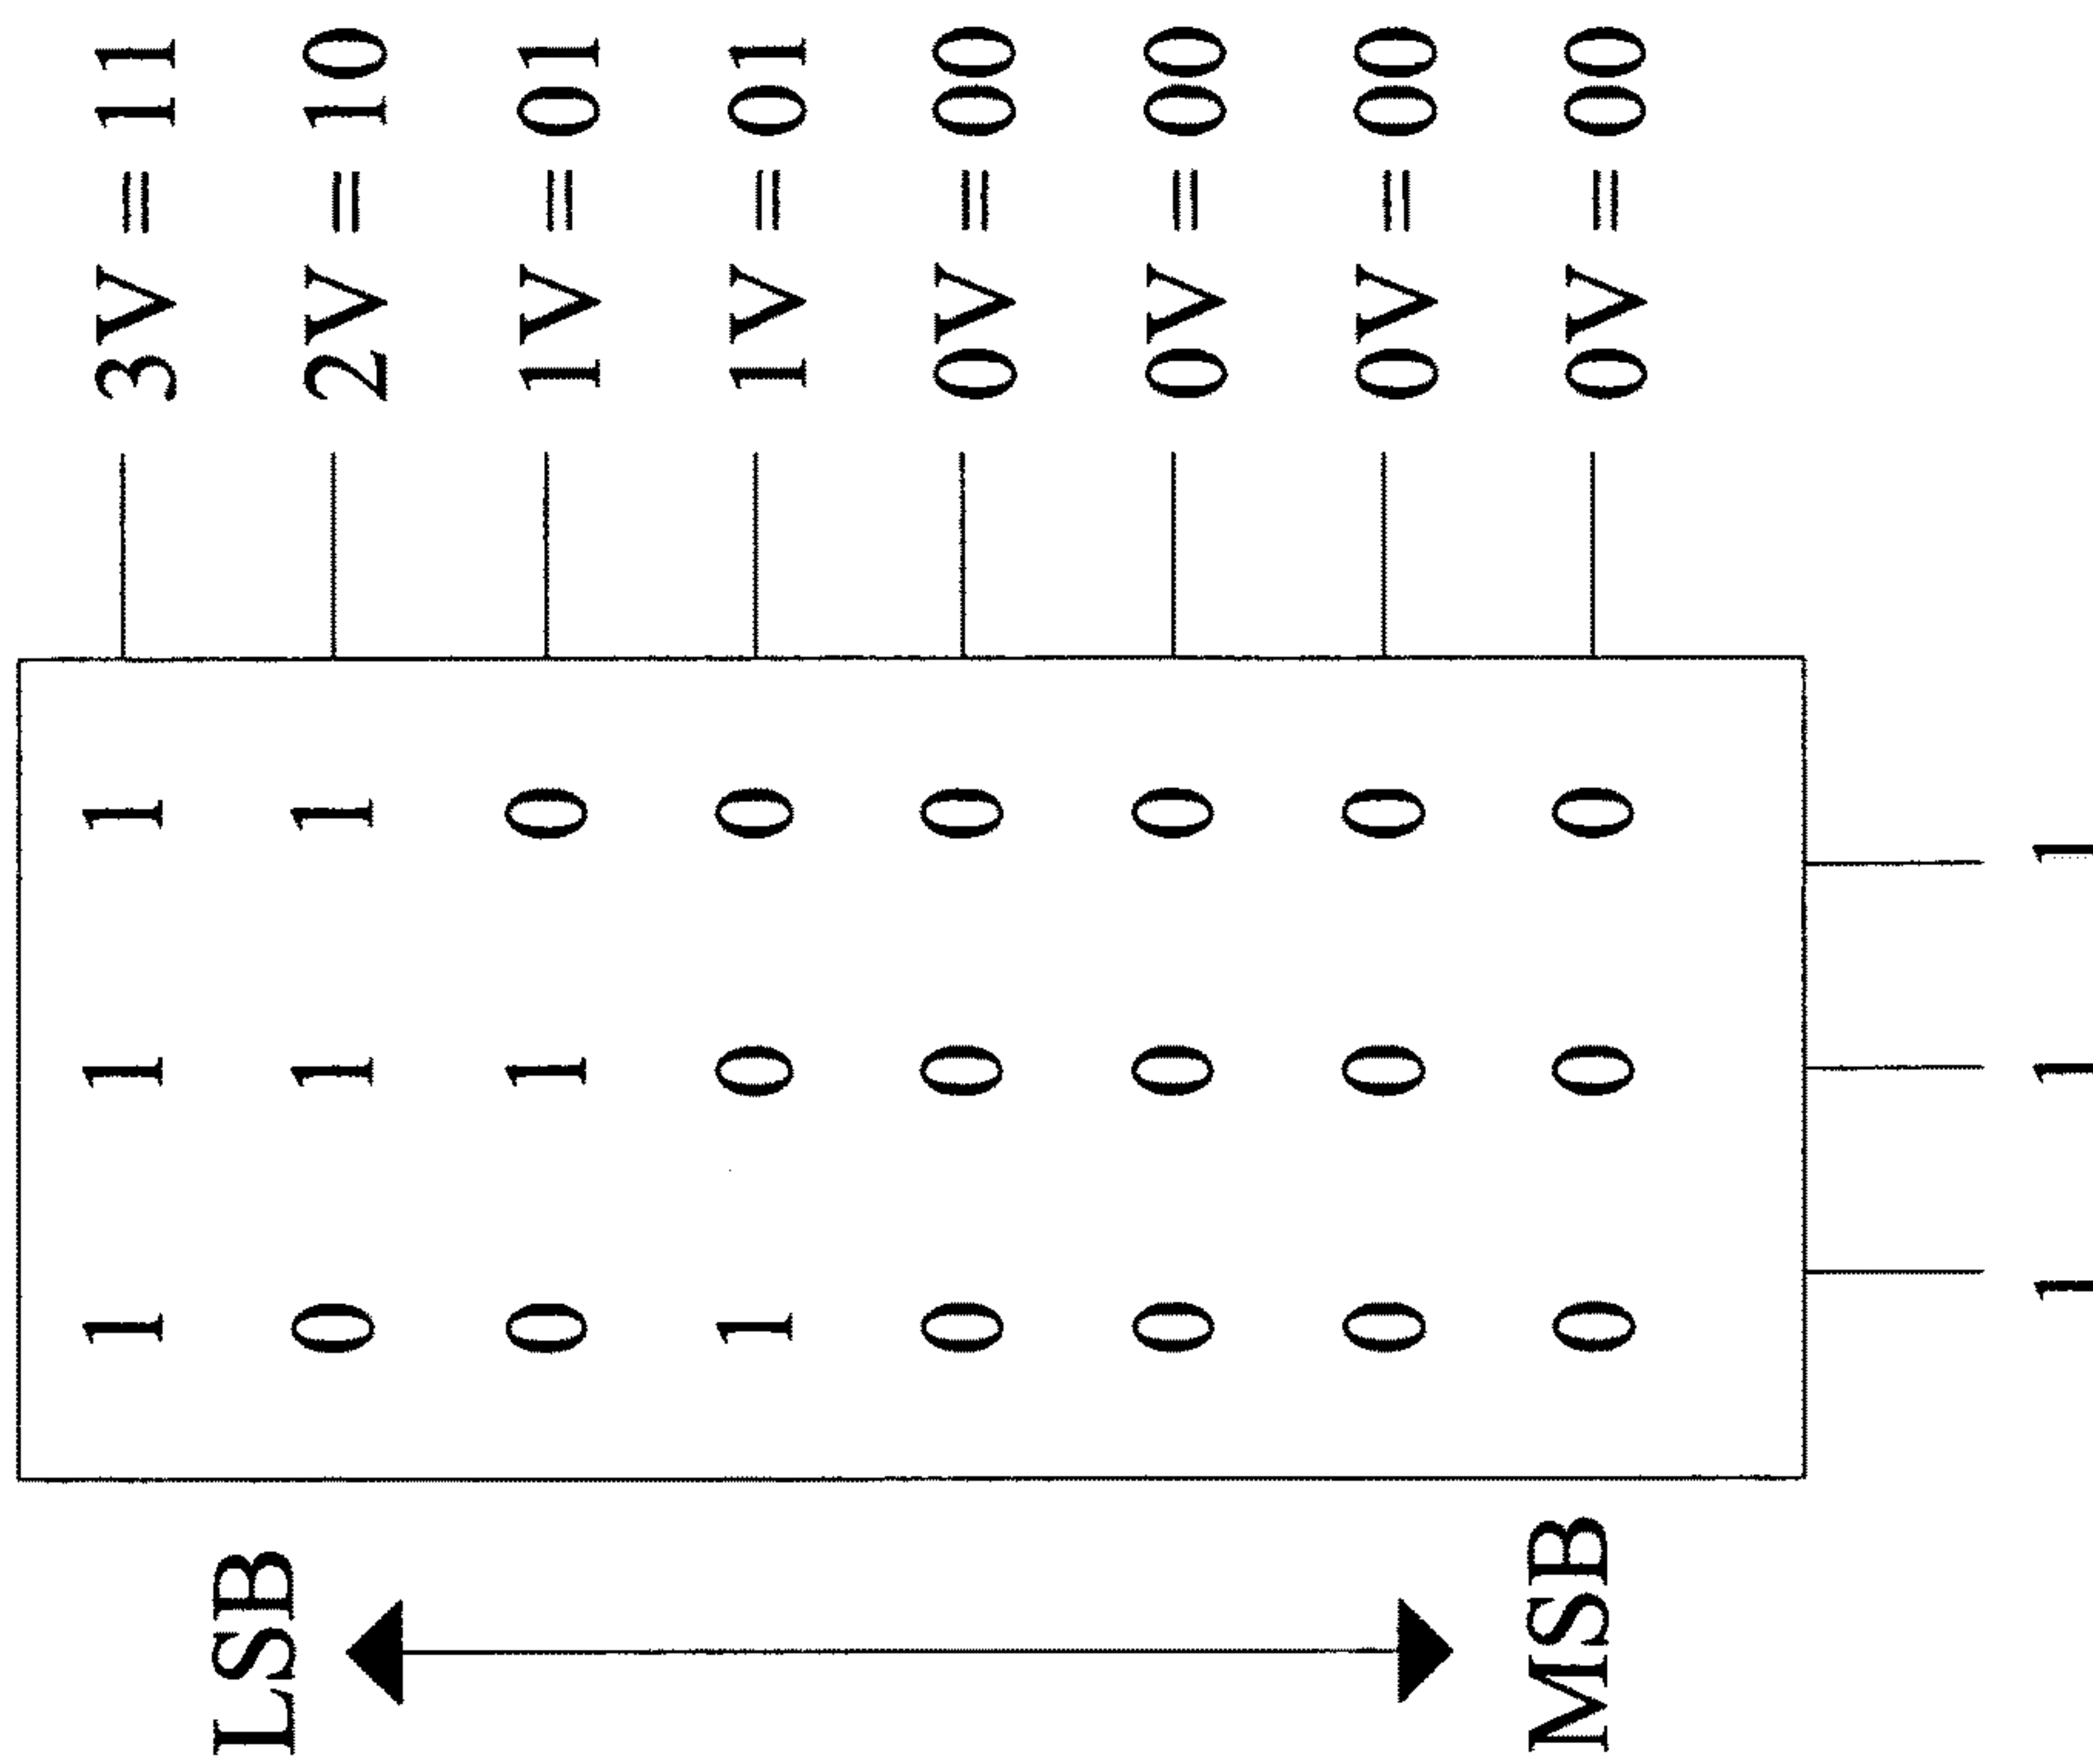 LSB
MSB
1 1 1 3V = 11
0 1 1 2V = 10
0 1 0 1V = 01
1 0 0 1V = 01
0 0 0 0V = 00
0 0 0 0V = 00
0 0 0 0V = 00
0 0 0 0V = 00
1 1 1